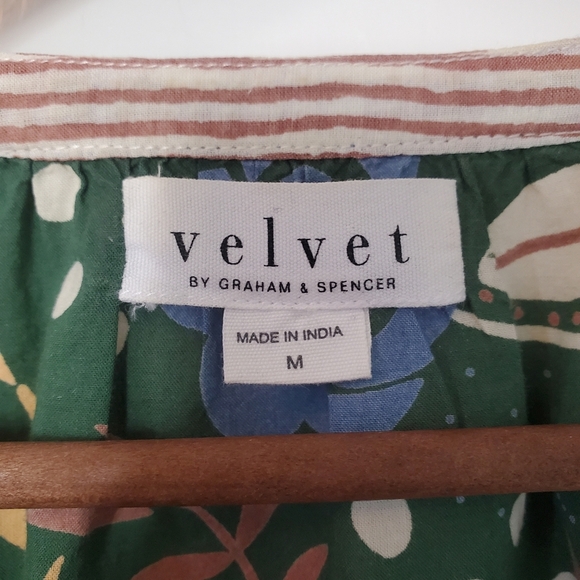 velvet
BY GRAHAM & SPENCER
MADE IN INDIA
M